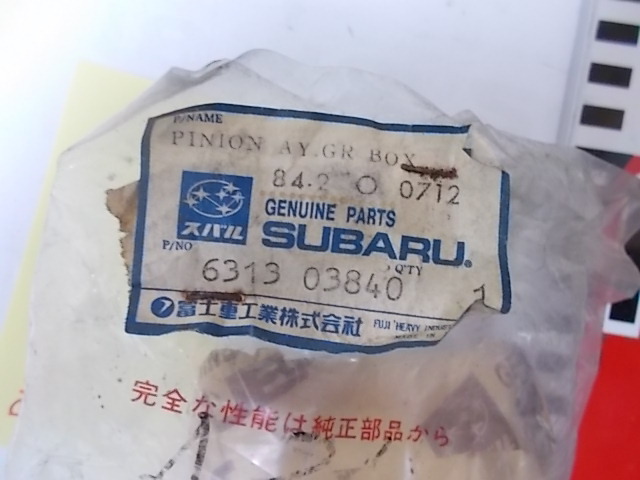 P/NAME
PINION AY.GR BOX
84.2 O 0712
スバル
GENUINE PARTS
SUBARU.
P/NO
Q'TY
6313 03840
1
富士重工業株式会社
FUJI HEAVY
完全な性能は純正部品から